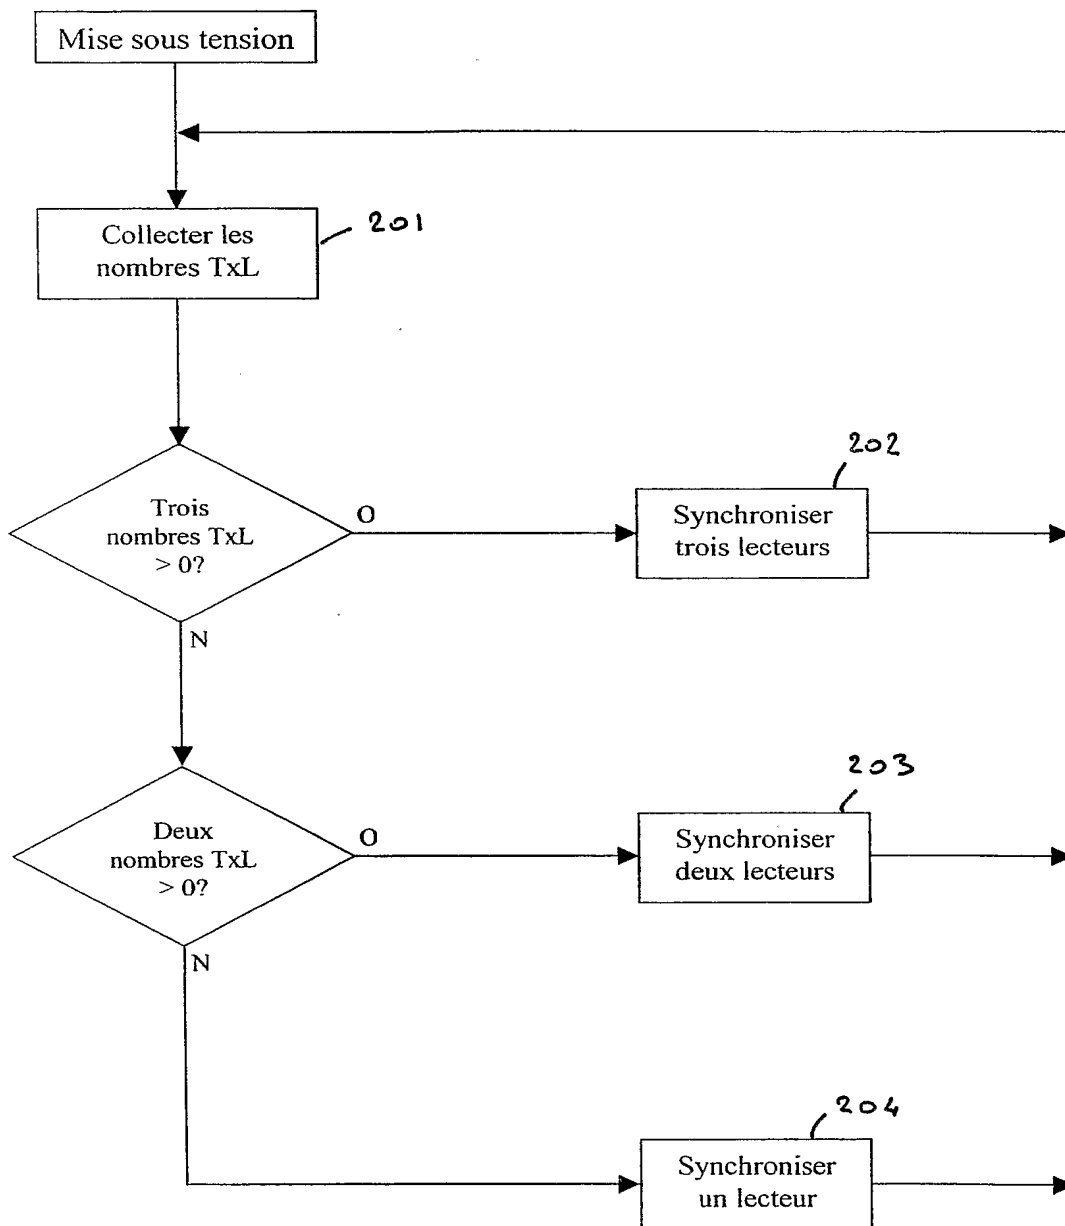 Mise sous tension
Collecter les
nombres TxL
201
Trois
nombres TxL
> 0?
O
N
202
Synchroniser
trois lecteurs
Deux
nombres TxL
> 0?
O
N
203
Synchroniser
deux lecteurs
204
Synchroniser
un lecteur